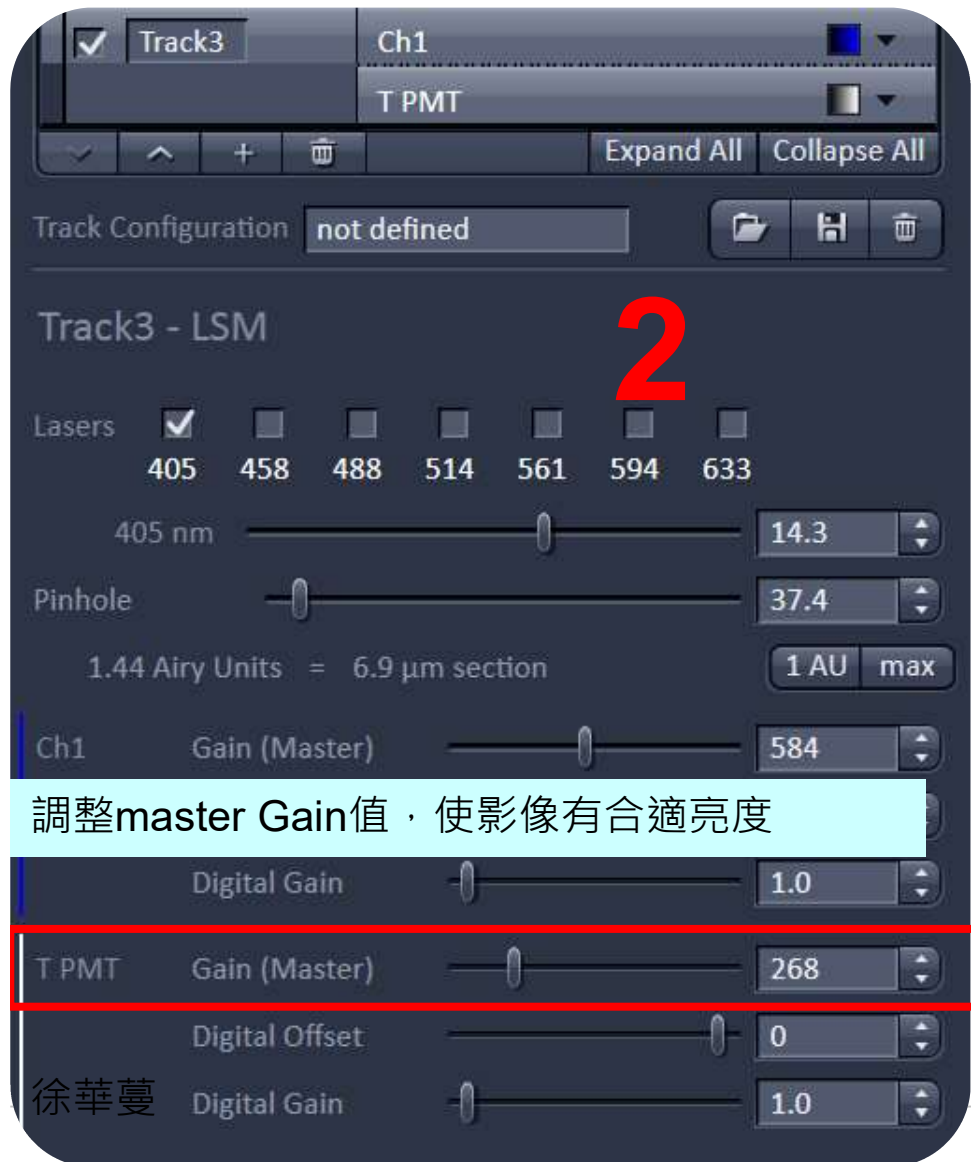 Track3 Ch1
T PMT
Expand All Collapse All
Track Configuration not defined
Track3 - LSM
2
Lasers
405 458 488 514 561 594 633
405 nm 14.3
Pinhole 37.4
1.44 Airy Units = 6.9 µm section 1 AU max
Ch1 Gain (Master) 584
調整master Gain值，使影像有合適亮度
Digital Gain 1.0
T PMT Gain (Master) 268
Digital Offset 0
徐華蔓 Digital Gain 1.0